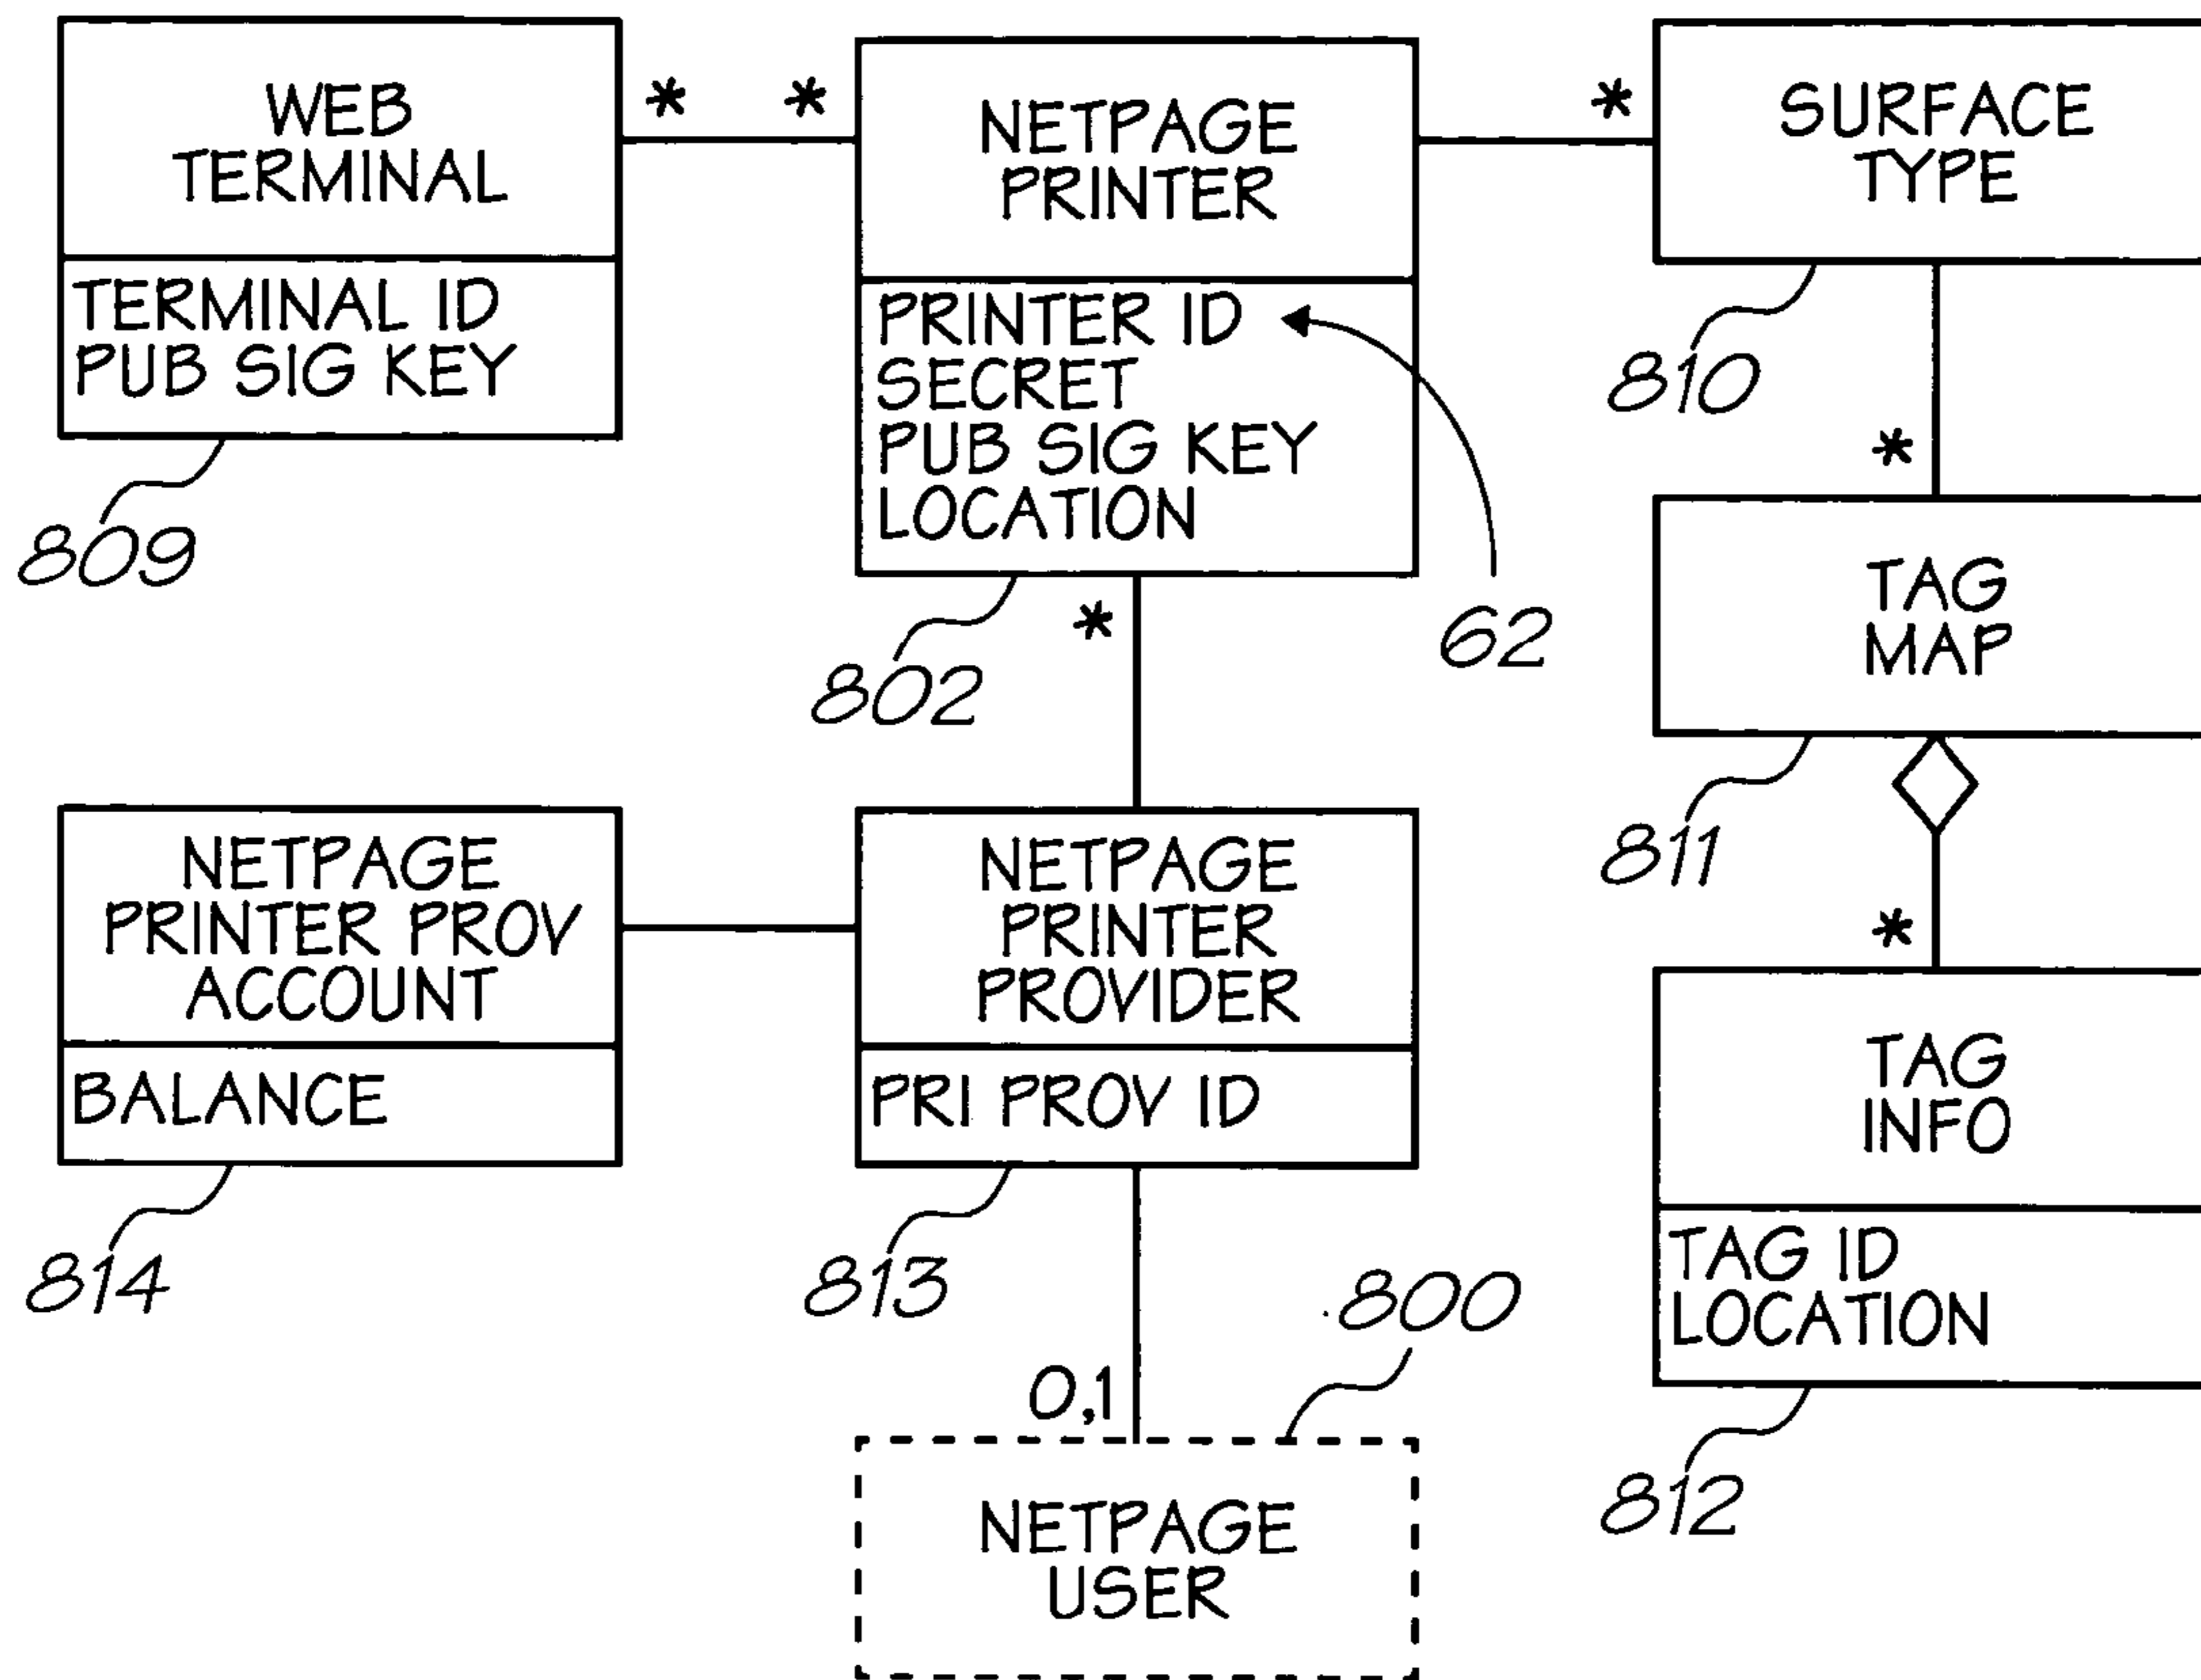 WEB
TERMINAL
TERMINAL ID
PUB SIG KEY
809
*
*
NETPAGE
PRINTER
PRINTER ID
SECRET
PUB SIG KEY
LOCATION
802
62
*
*
SURFACE
TYPE
810
*
TAG
MAP
811
*
TAG
INFO
TAG ID
LOCATION
812
NETPAGE
PRINTER PROV
ACCOUNT
BALANCE
814
NETPAGE
PRINTER
PROVIDER
PRI PROV ID
813
800
0,1
NETPAGE
USER